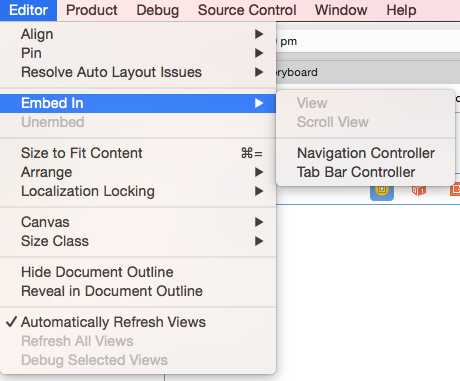 Editor Product Debug Source Control Window Help
Align
Pin
Resolve Auto Layout Issues
Embed In
Unembed
Size to Fit Content ⌘=
Arrange
Localization Locking
Canvas
Size Class
Hide Document Outline
Reveal in Document Outline
✓ Automatically Refresh Views
Refresh All Views
Debug Selected Views
pm
ryboard
View
Scroll View
Navigation Controller
Tab Bar Controller